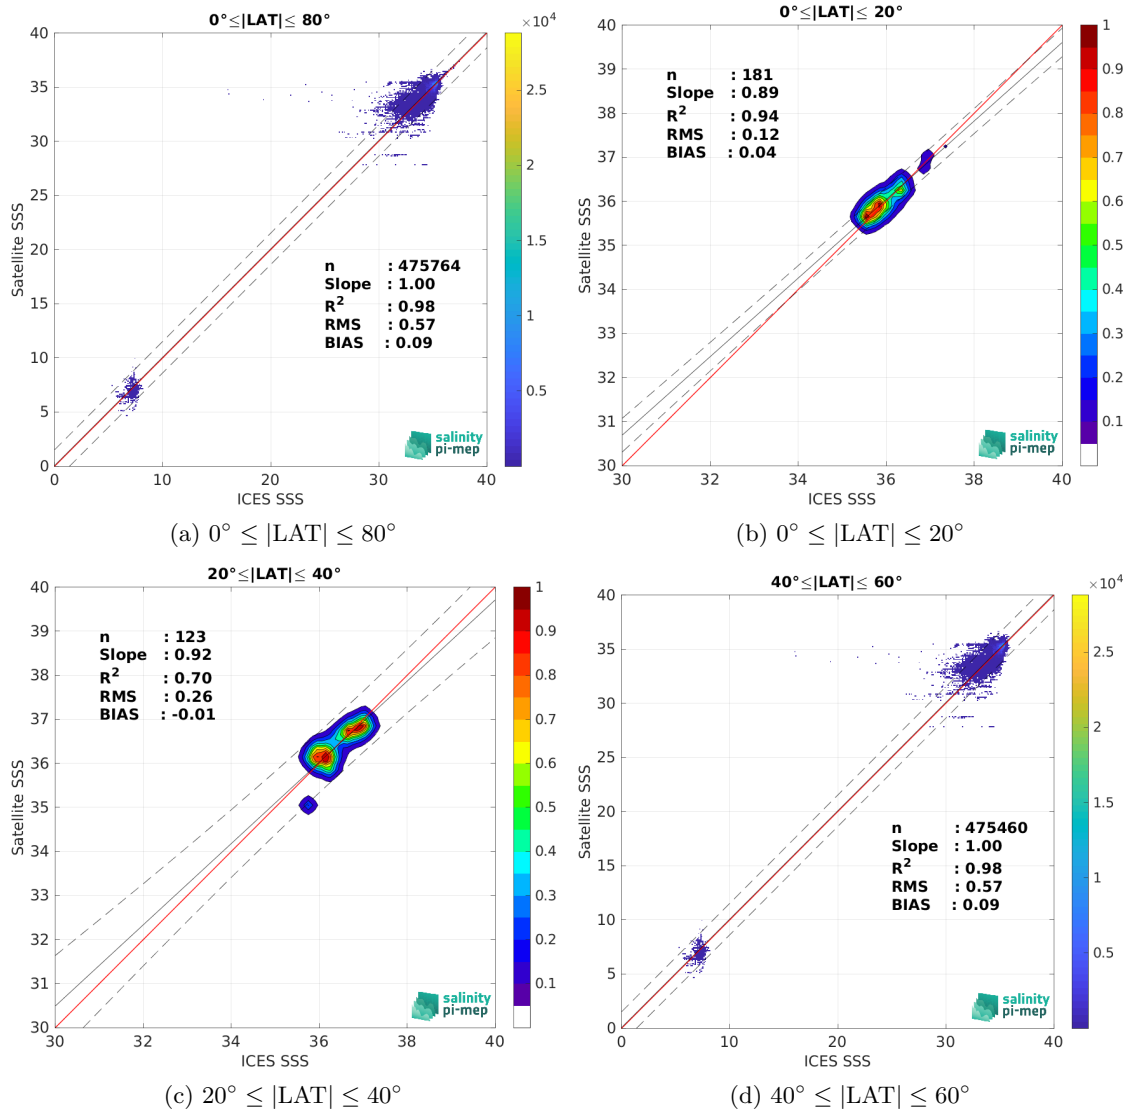 0°≤|LAT|≤ 80°
×10⁴
40
35
30
25
20
15
10
5
0
Satellite SSS
n : 475764
Slope : 1.00
R² : 0.98
RMS : 0.57
BIAS : 0.09
2.5
2
1.5
1
0.5
salinity
pi-mep
0 10 20 30 40
ICES SSS
(a) 0° ≤ |LAT| ≤ 80°
0°≤|LAT|≤ 20°
40
39
38
37
36
35
34
33
32
31
30
Satellite SSS
n : 181
Slope : 0.89
R² : 0.94
RMS : 0.12
BIAS : 0.04
1
0.9
0.8
0.7
0.6
0.5
0.4
0.3
0.2
0.1
salinity
pi-mep
30 32 34 36 38 40
ICES SSS
(b) 0° ≤ |LAT| ≤ 20°
20°≤|LAT|≤ 40°
40
39
38
37
36
35
34
33
32
31
30
Satellite SSS
n : 123
Slope : 0.92
R² : 0.70
RMS : 0.26
BIAS : -0.01
1
0.9
0.8
0.7
0.6
0.5
0.4
0.3
0.2
0.1
salinity
pi-mep
30 32 34 36 38 40
ICES SSS
(c) 20° ≤ |LAT| ≤ 40°
40°≤|LAT|≤ 60°
×10⁴
40
35
30
25
20
15
10
5
0
Satellite SSS
n : 475460
Slope : 1.00
R² : 0.98
RMS : 0.57
BIAS : 0.09
2.5
2
1.5
1
0.5
salinity
pi-mep
0 10 20 30 40
ICES SSS
(d) 40° ≤ |LAT| ≤ 60°